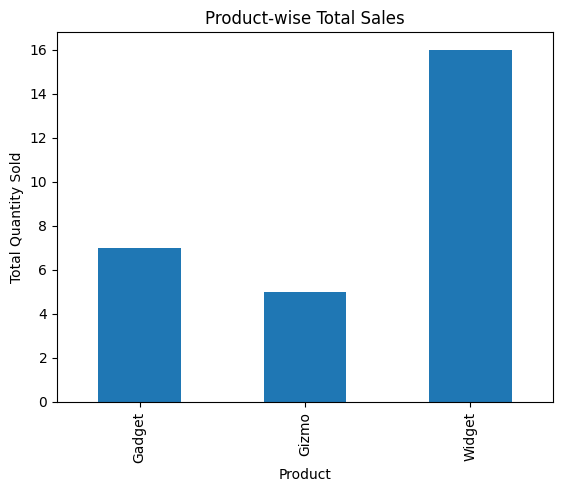 Product-wise Total Sales
Total Quantity Sold
16
14
12
10
8
6
4
2
0
Gadget
Gizmo
Widget
Product